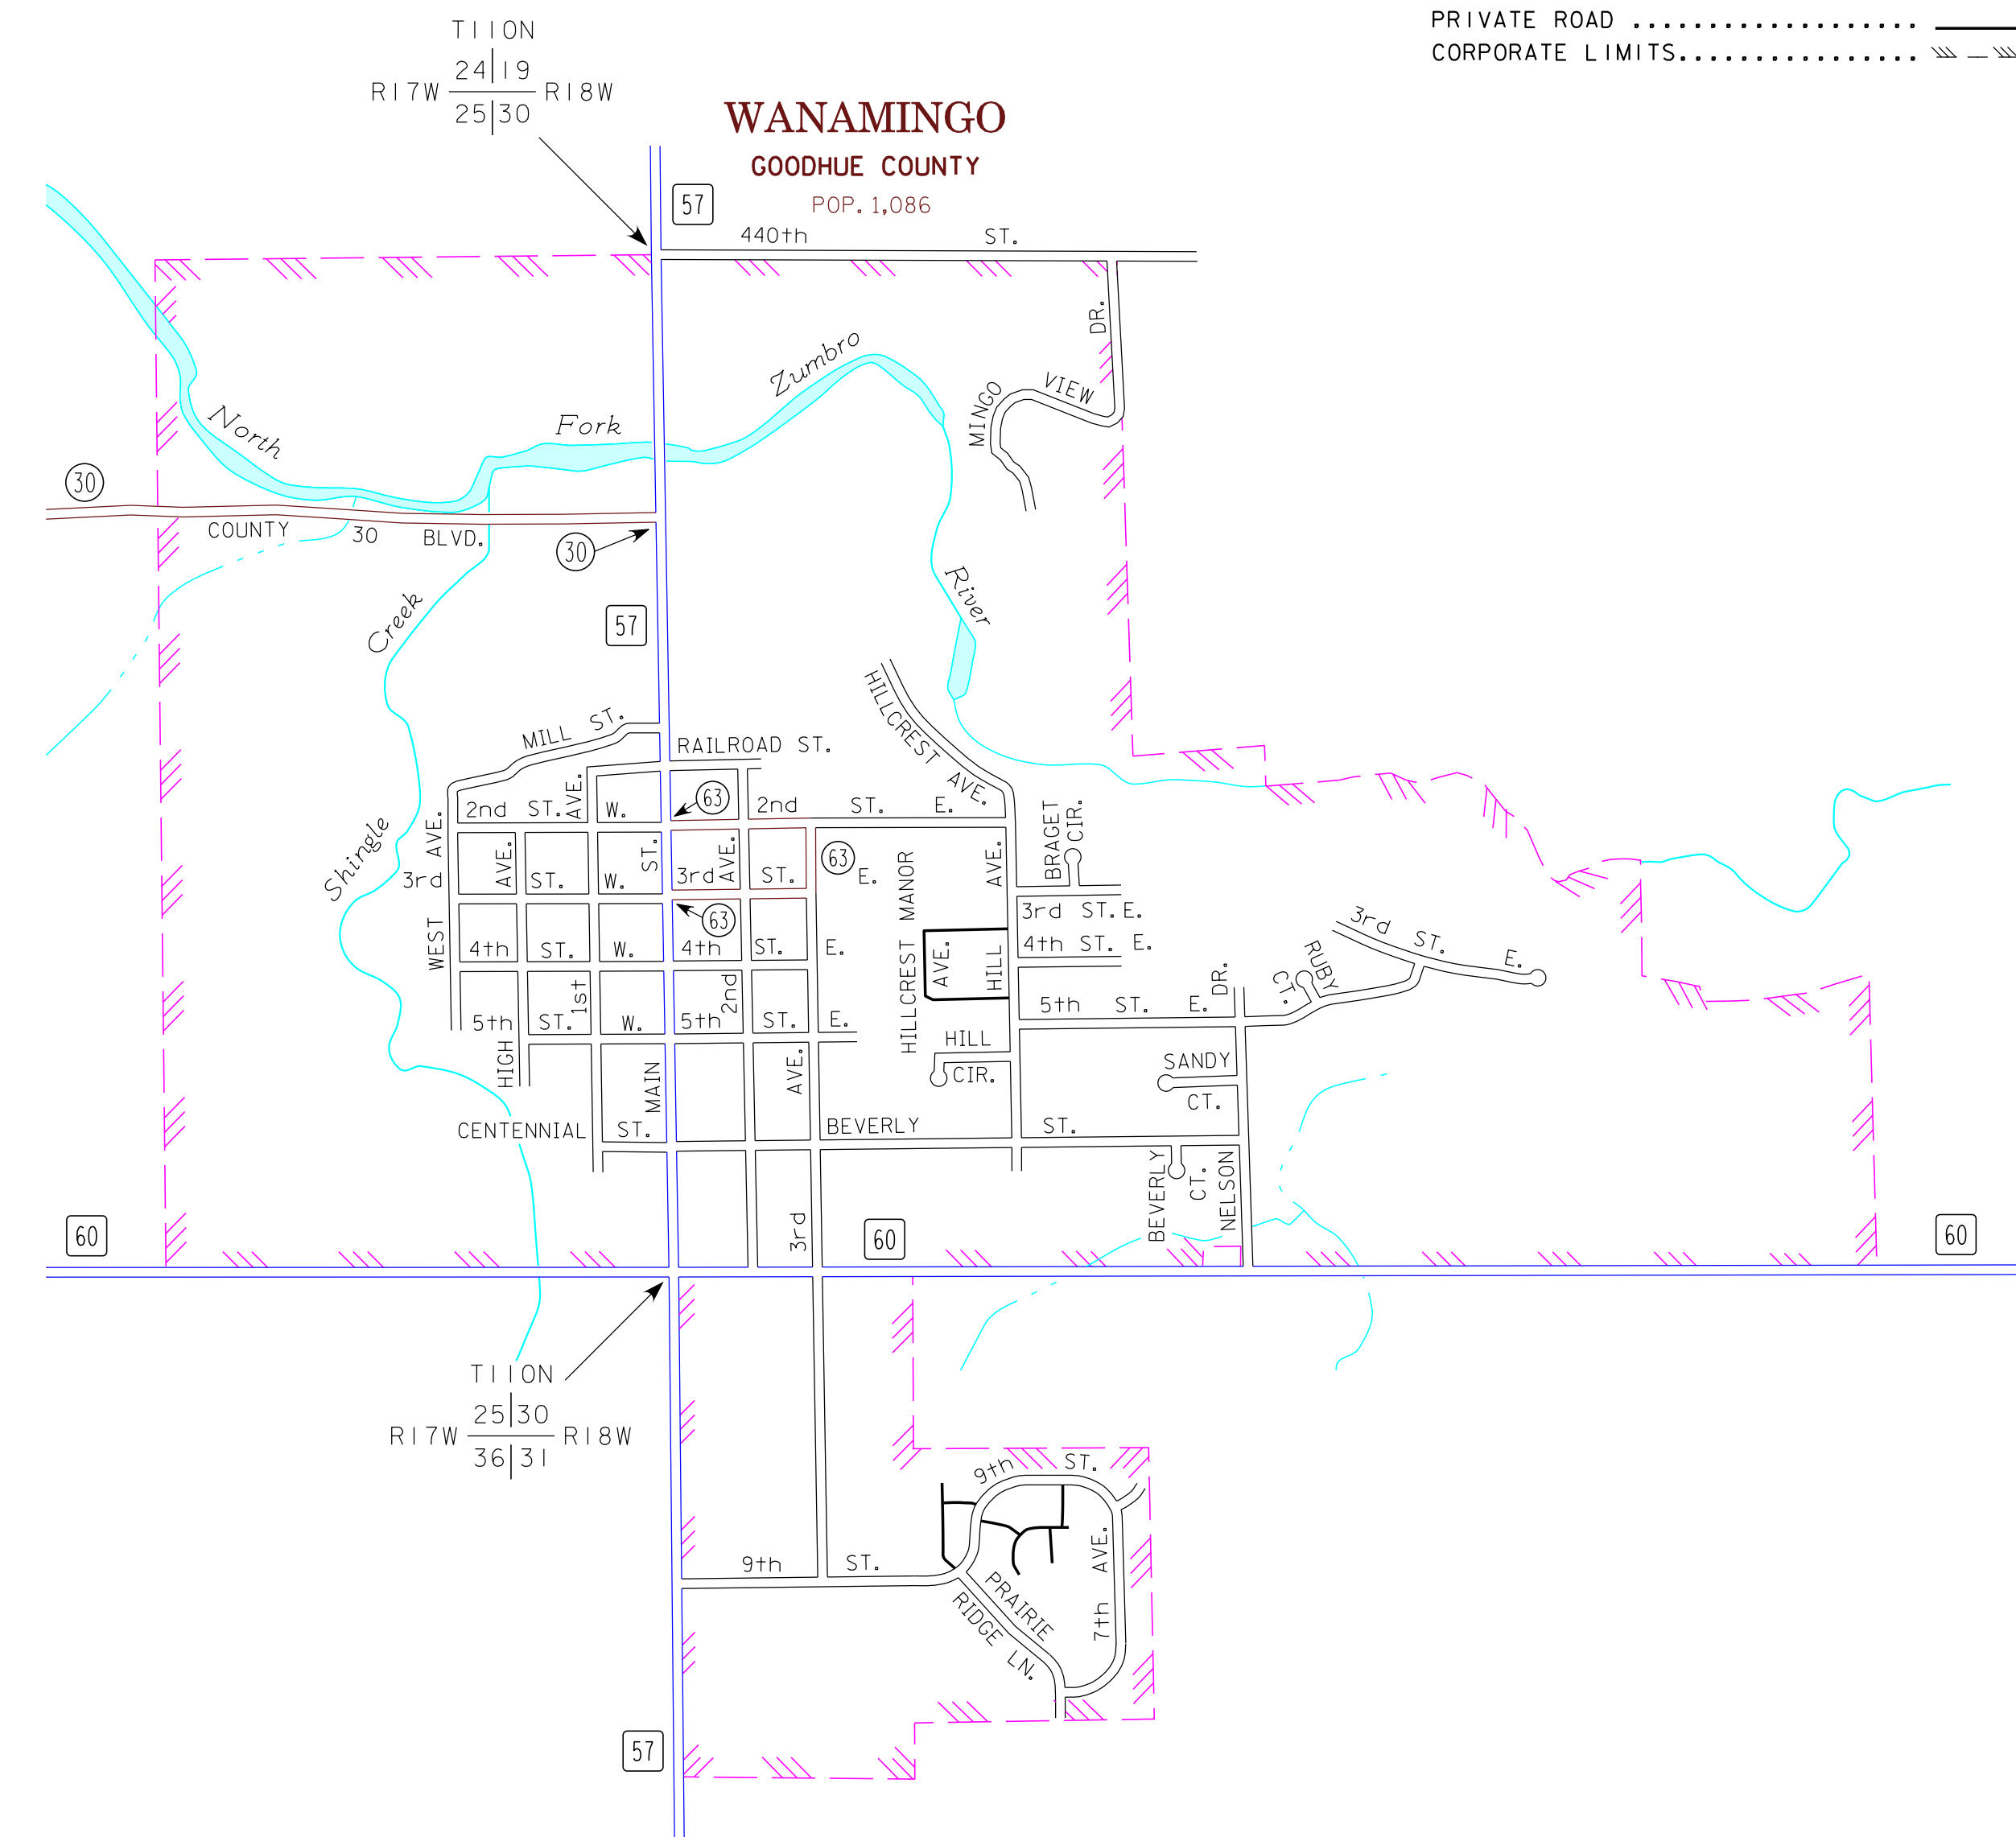 PRIVATE ROAD ..................
CORPORATE LIMITS................
T110N
24|19
R17W R18W
25|30
WANAMINGO
GOODHUE COUNTY
POP. 1,086
57
440th ST.
MINGO VIEW DR.
North Fork Zumbro River
30
COUNTY 30 BLVD.
30
57
Shingle Creek
MILL ST.
RAILROAD ST.
HILLCREST AVE.
63
2nd ST. W.
2nd ST. E.
63
3rd ST. W.
3rd ST. E.
63
BRAGET CIR.
3rd ST. E.
4th ST. W.
4th ST. E.
4th ST. E.
5th ST. W.
5th ST. E.
5th ST. E.
WEST AVE.
HIGH AVE.
1st AVE.
MAIN ST.
2nd AVE.
3rd AVE.
HILLCREST MANOR AVE.
HILL AVE.
HILL CIR.
RUBY CT.
3rd ST. E.
SANDY CT.
NELSON DR.
CENTENNIAL ST.
BEVERLY ST.
BEVERLY CT.
60
60
60
T110N
25|30
R17W R18W
36|31
9th ST.
9th ST.
7th AVE.
PRAIRIE RIDGE LN.
57